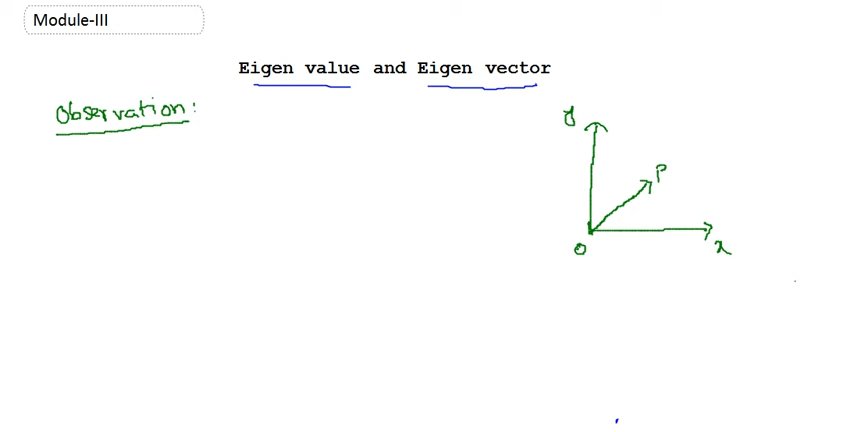 Module-III
Eigen value and Eigen vector
Observation:
y
P
O
x